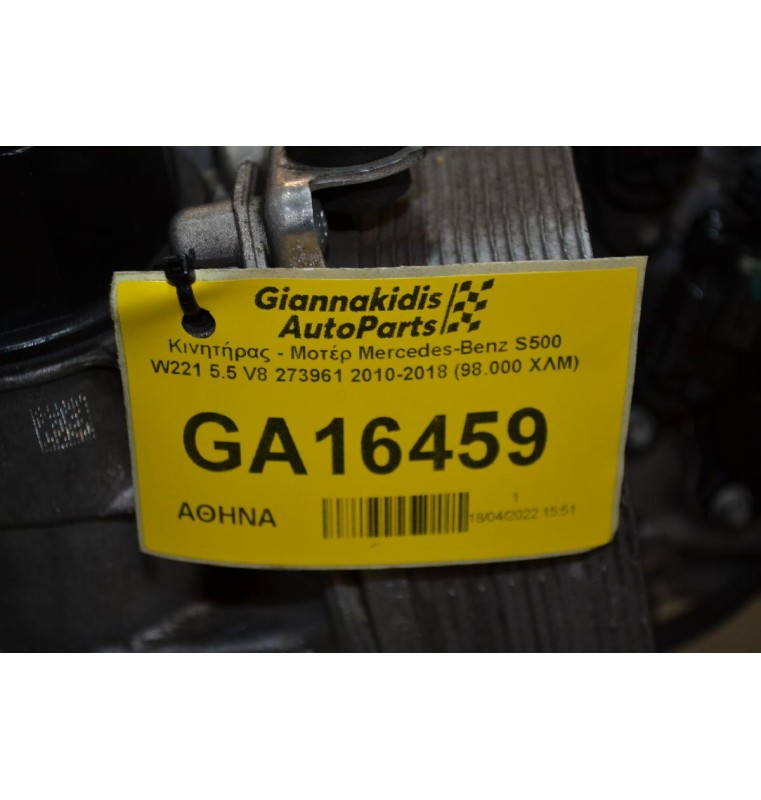 Giannakidis
AutoParts
Κινητήρας - Μοτέρ Mercedes-Benz S500
W221 5.5 V8 273961 2010-2018 (98.000 ΧΛΜ)
GA16459
ΑΘΗΝΑ
1
18/04/2022 15:51